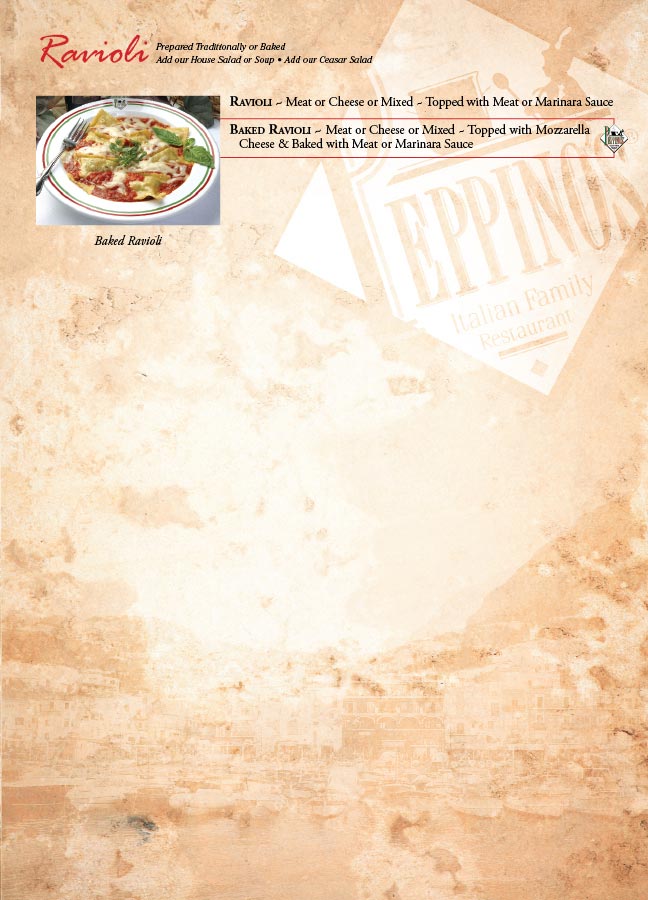 Ravioli
Prepared Traditionally or Baked
Add our House Salad or Soup • Add our Ceasar Salad
RAVIOLI ~ Meat or Cheese or Mixed ~ Topped with Meat or Marinara Sauce
BAKED RAVIOLI ~ Meat or Cheese or Mixed ~ Topped with Mozzarella
Cheese & Baked with Meat or Marinara Sauce
Baked Ravioli
EPPINO'S
Italian Family
Restaurant